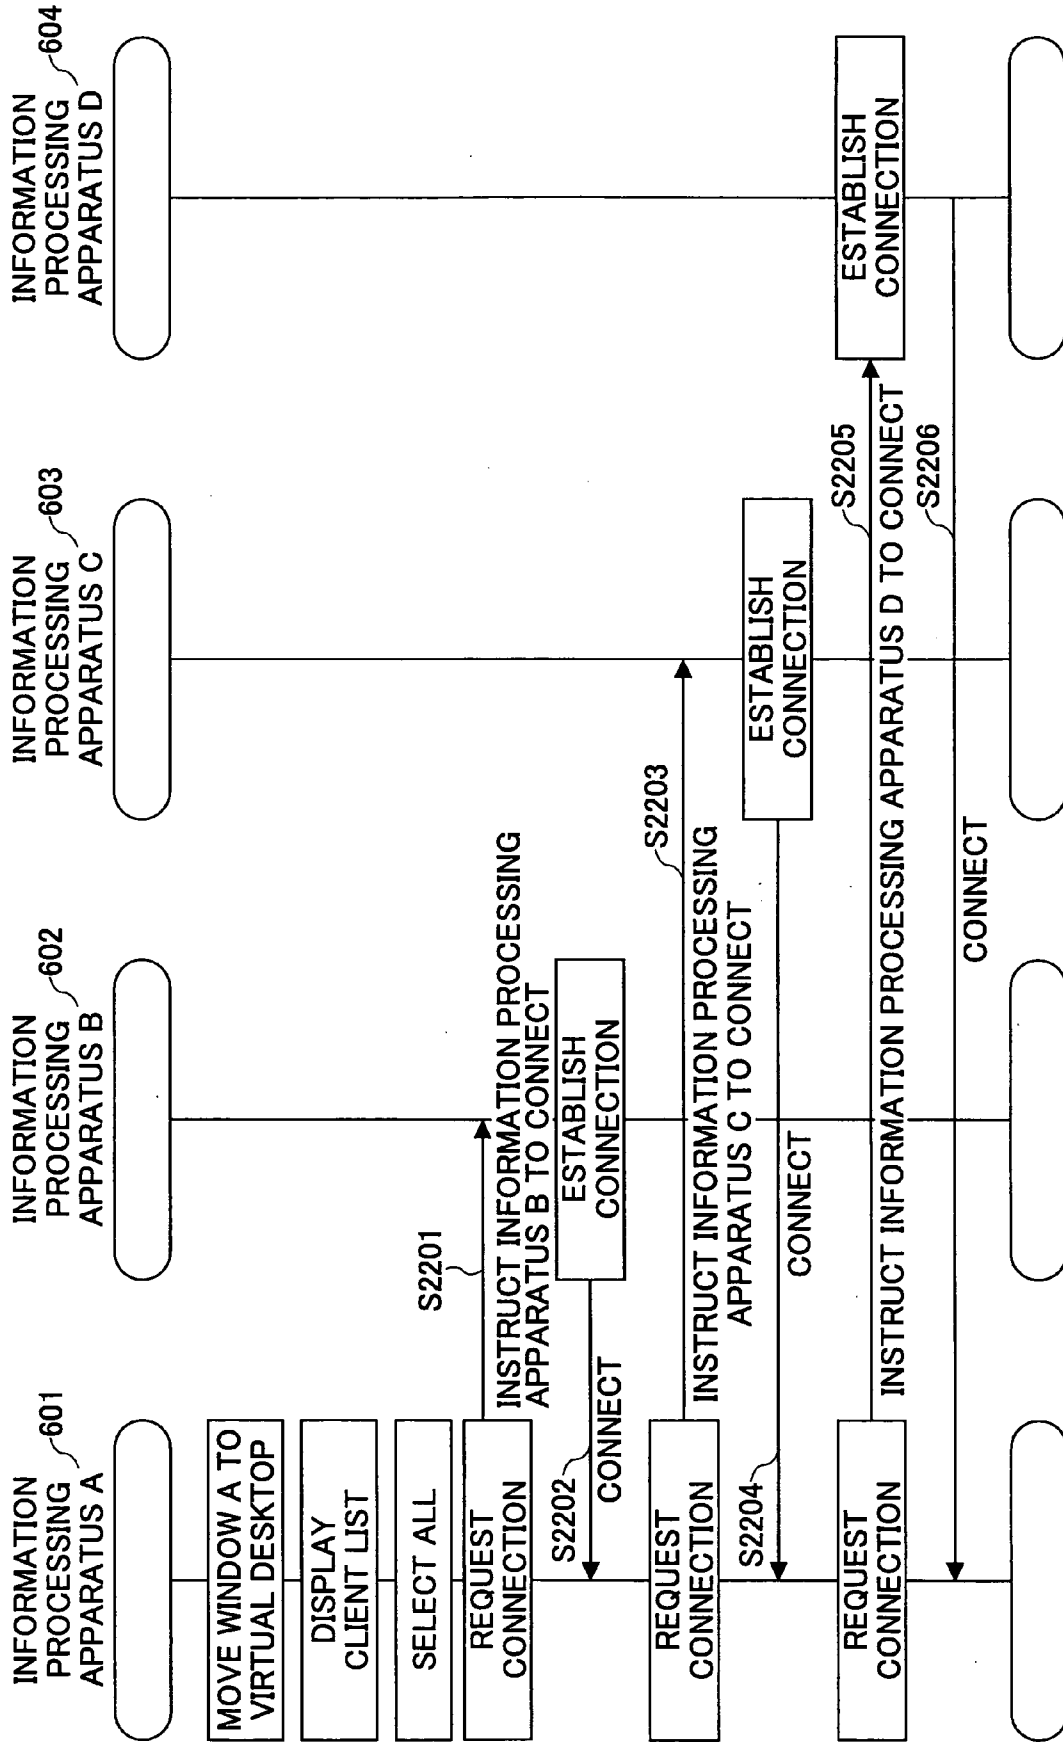 INFORMATION
PROCESSING
APPARATUS A
601
INFORMATION
PROCESSING
APPARATUS B
602
INFORMATION
PROCESSING
APPARATUS C
603
INFORMATION
PROCESSING
APPARATUS D
604
MOVE WINDOW A TO
VIRTUAL DESKTOP
DISPLAY
CLIENT LIST
SELECT ALL
REQUEST
CONNECTION
S2201
INSTRUCT INFORMATION PROCESSING
APPARATUS B TO CONNECT
ESTABLISH
CONNECTION
S2202
CONNECT
REQUEST
CONNECTION
S2203
INSTRUCT INFORMATION PROCESSING
APPARATUS C TO CONNECT
ESTABLISH
CONNECTION
S2204
CONNECT
REQUEST
CONNECTION
S2205
INSTRUCT INFORMATION PROCESSING APPARATUS D TO CONNECT
ESTABLISH
CONNECTION
S2206
CONNECT